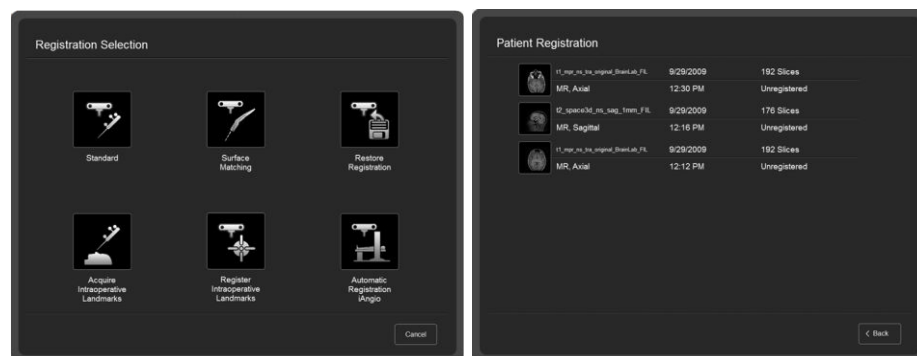 Registration Selection
Standard
Surface
Matching
Restore
Registration
Acquire
Intraoperative
Landmarks
Register
Intraoperative
Landmarks
Automatic
Registration
iAngio
Cancel
Patient Registration
t1_mpr_ns_tra_original_BrainLab_FIL 9/29/2009 192 Slices
MR, Axial 12:30 PM Unregistered
t2_space3d_ns_sag_1mm_FIL 9/29/2009 176 Slices
MR, Sagittal 12:16 PM Unregistered
t1_mpr_ns_tra_original_BrainLab_FIL 9/29/2009 192 Slices
MR, Axial 12:12 PM Unregistered
< Back